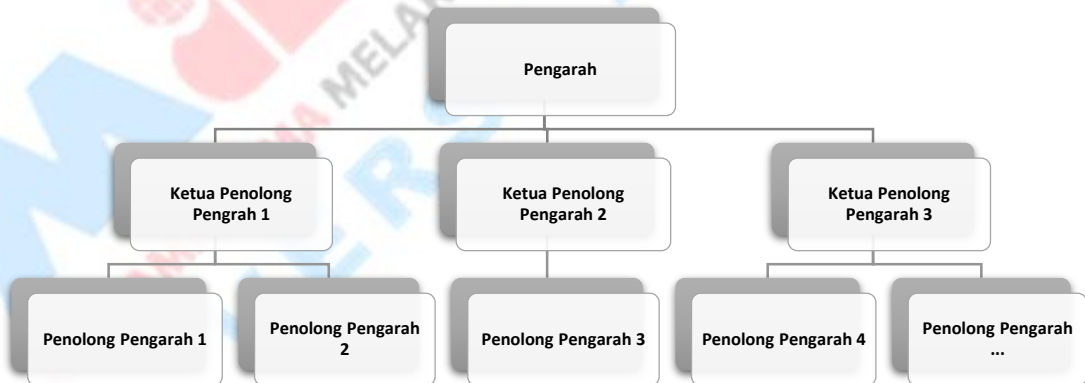 Pengarah
Ketua Penolong
Pengrah 1
Ketua Penolong
Pengarah 2
Ketua Penolong
Pengarah 3
Penolong Pengarah 1
Penolong Pengarah
2
Penolong Pengarah 3
Penolong Pengarah 4
Penolong Pengarah
...